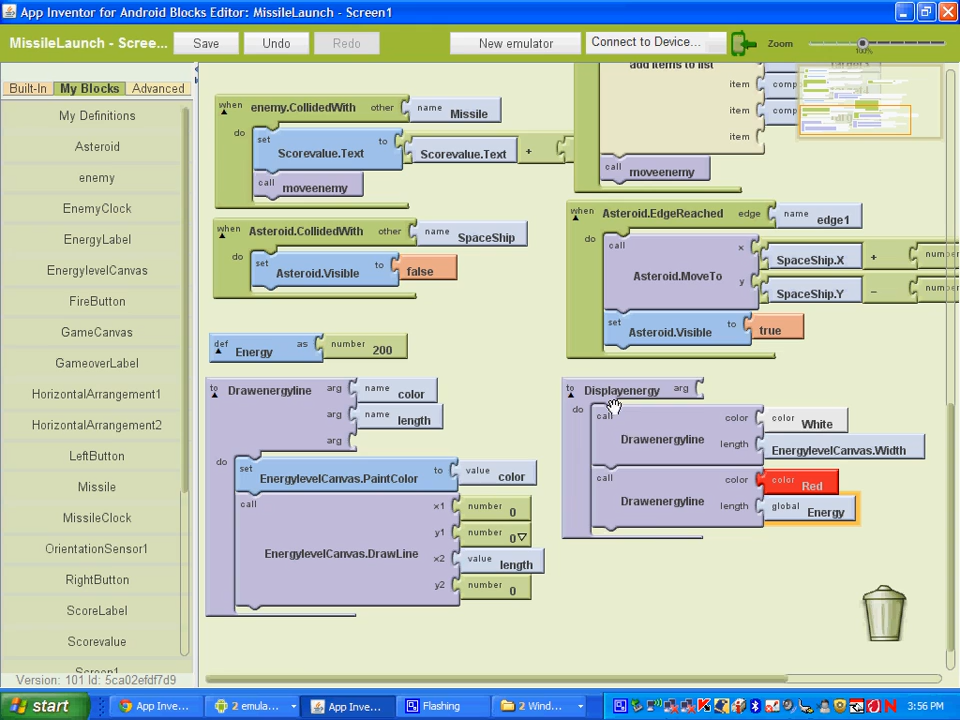 App Inventor for Android Blocks Editor: MissileLaunch - Screen1
MissileLaunch - Scree...
Save
Undo
Redo
New emulator
Connect to Device...
Zoom
100%
Built-In
My Blocks
Advanced
My Definitions
Asteroid
enemy
EnemyClock
EnergyLabel
EnergylevelCanvas
FireButton
GameCanvas
GameoverLabel
HorizontalArrangement1
HorizontalArrangement2
LeftButton
Missile
MissileClock
OrientationSensor1
RightButton
ScoreLabel
Scorevalue
Screen1
Version: 101 Id: 5ca02efdf7d9
add items to list
item
comp
item
comp
item
call
moveenemy
when
enemy.CollidedWith
other
name
Missile
do
set
Scorevalue.Text
to
Scorevalue.Text
+
call
moveenemy
when
Asteroid.CollidedWith
other
name
SpaceShip
do
set
Asteroid.Visible
to
false
when
Asteroid.EdgeReached
edge
name
edge1
do
call
Asteroid.MoveTo
x
SpaceShip.X
+
numb
y
SpaceShip.Y
−
numb
set
Asteroid.Visible
to
true
def
Energy
as
number
200
to
Drawenergyline
arg
name
color
arg
name
length
arg
do
set
EnergylevelCanvas.PaintColor
to
value
color
call
EnergylevelCanvas.DrawLine
x1
number
0
y1
number
0
x2
value
length
y2
number
0
to
Displayenergy
arg
do
call
Drawenergyline
color
color
White
length
EnergylevelCanvas.Width
call
Drawenergyline
color
color
Red
length
global
Energy
start
App Inve...
2 emula...
App Inve...
Flashing
2 Wind...
3:56 PM